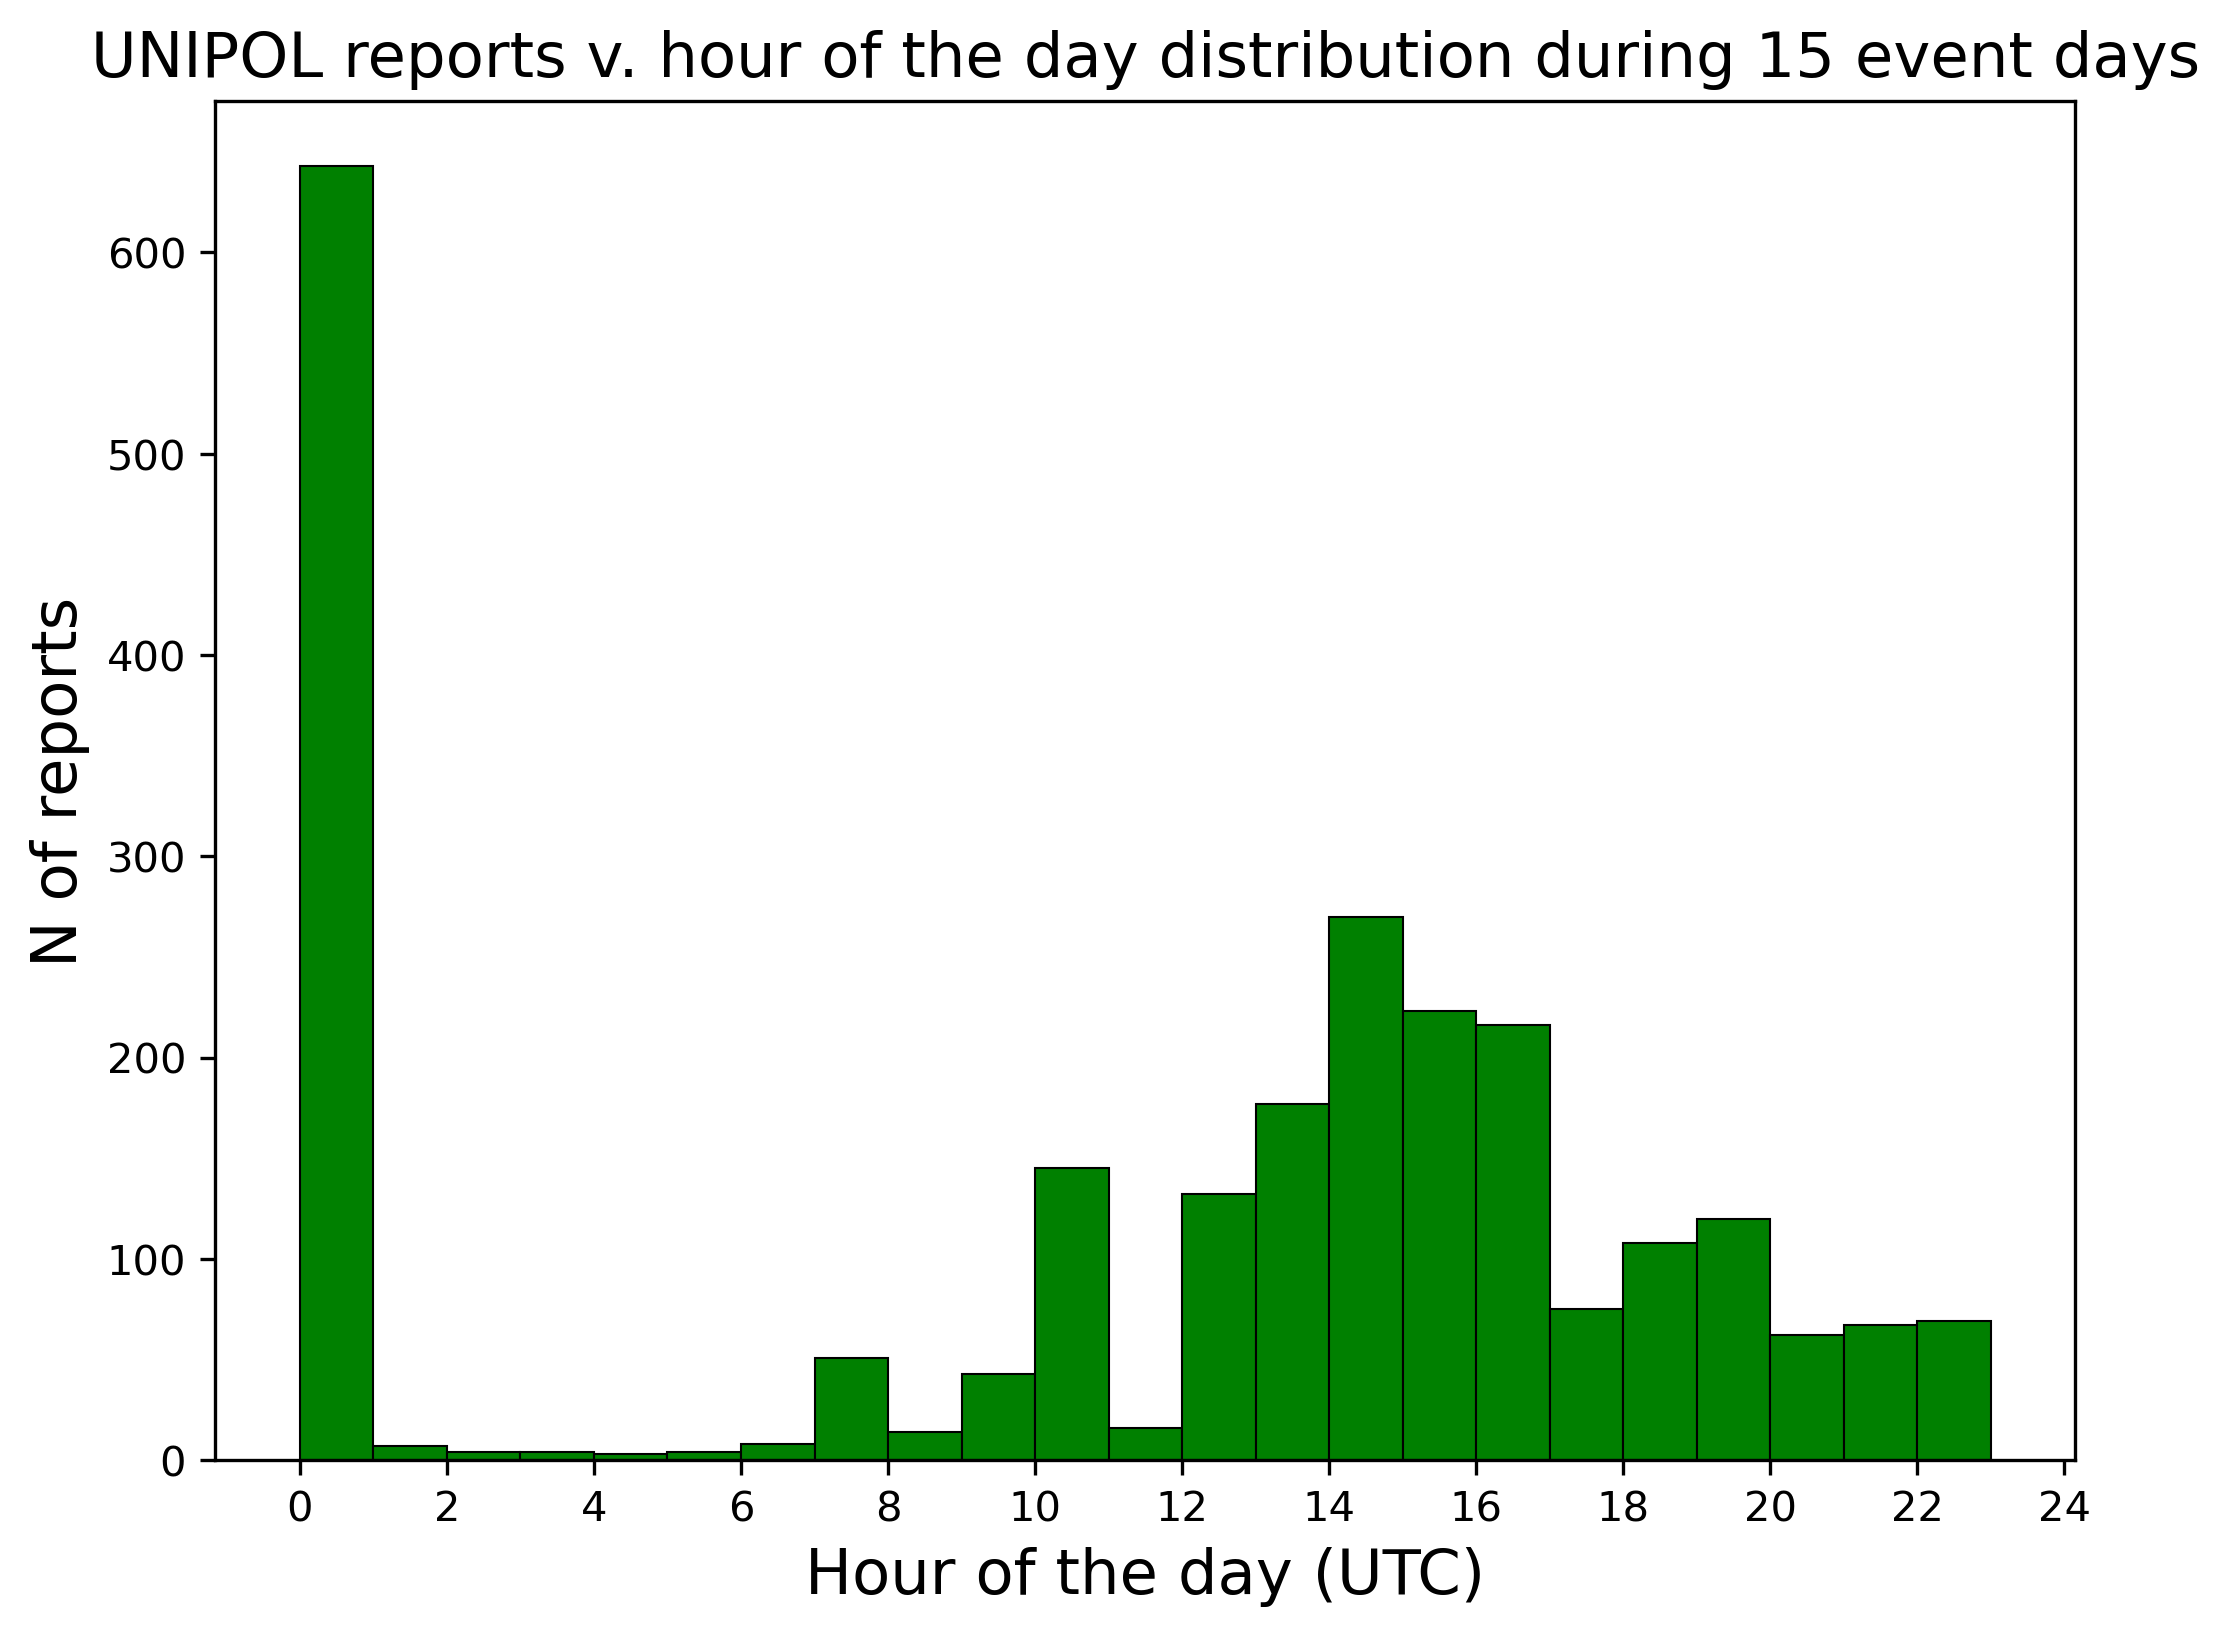 UNIPOL reports v. hour of the day distribution during 15 event days
600
500
400
300
200
100
0
N of reports
0 2 4 6 8 10 12 14 16 18 20 22 24
Hour of the day (UTC)